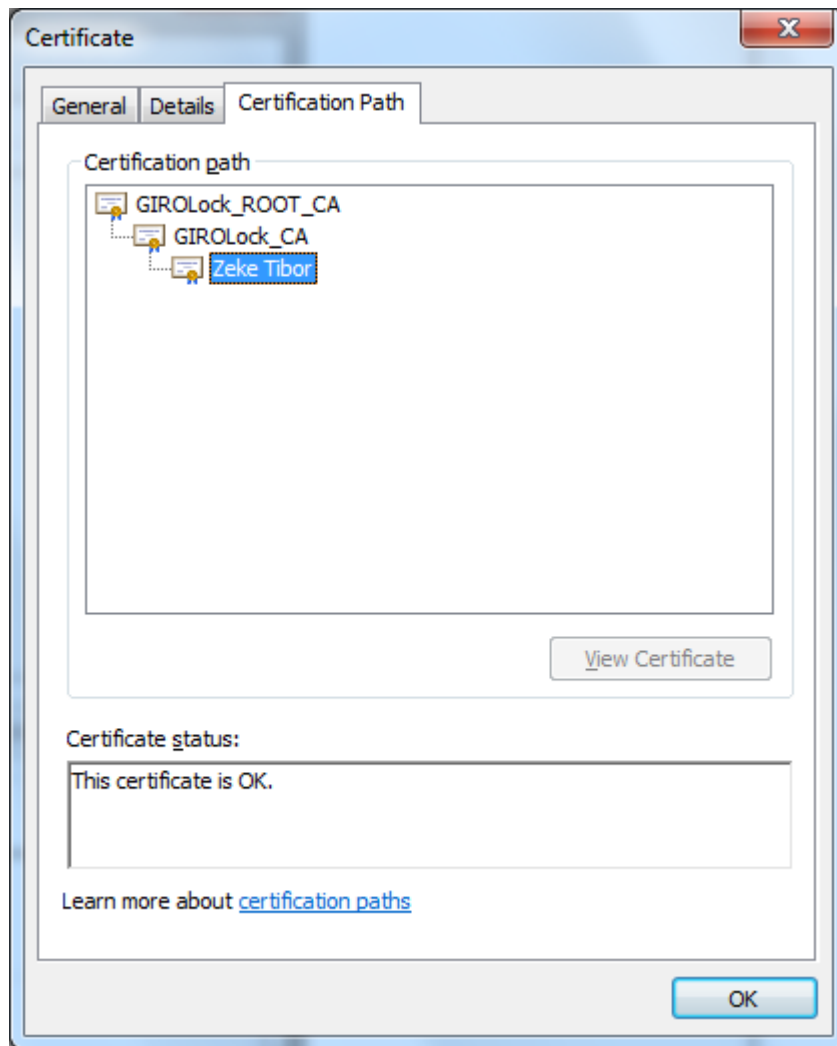 Certificate
General Details Certification Path
Certification path
GIROLock_ROOT_CA
GIROLock_CA
Zeke Tibor
View Certificate
Certificate status:
This certificate is OK.
Learn more about certification paths
OK